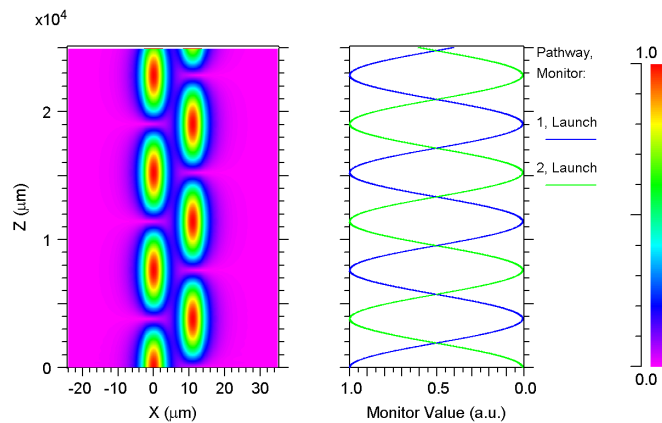 x10⁴
2
1
0
Z (μm)
-20 -10 0 10 20 30
X (μm)
1.0 0.5 0.0
Monitor Value (a.u.)
Pathway,
Monitor:
1, Launch
2, Launch
1.0
0.0